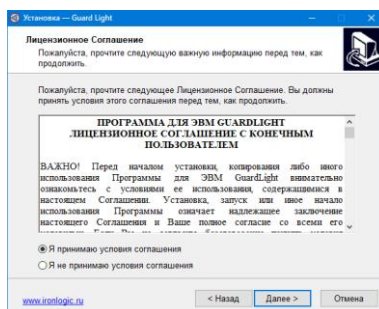 Установка — Guard Light
Лицензионное Соглашение
Пожалуйста, прочтите следующую важную информацию перед тем, как
продолжить.
Пожалуйста, прочтите следующее Лицензионное Соглашение. Вы должны
принять условия этого соглашения перед тем, как продолжить.
ПРОГРАММА ДЛЯ ЭВМ GUARDLIGHT
ЛИЦЕНЗИОННОЕ СОГЛАШЕНИЕ С КОНЕЧНЫМ
ПОЛЬЗОВАТЕЛЕМ
ВАЖНО! Перед началом установки, копирования либо иного
использования Программы для ЭВМ GuardLight внимательно
ознакомьтесь с условиями ее использования, содержащимися в
настоящем Соглашении. Установка, запуск или иное начало
использования Программы означает надлежащее заключение
настоящего Соглашения и Ваше полное согласие со всеми его
Я принимаю условия соглашения
Я не принимаю условия соглашения
www.ironlogic.ru
< Назад
Далее >
Отмена